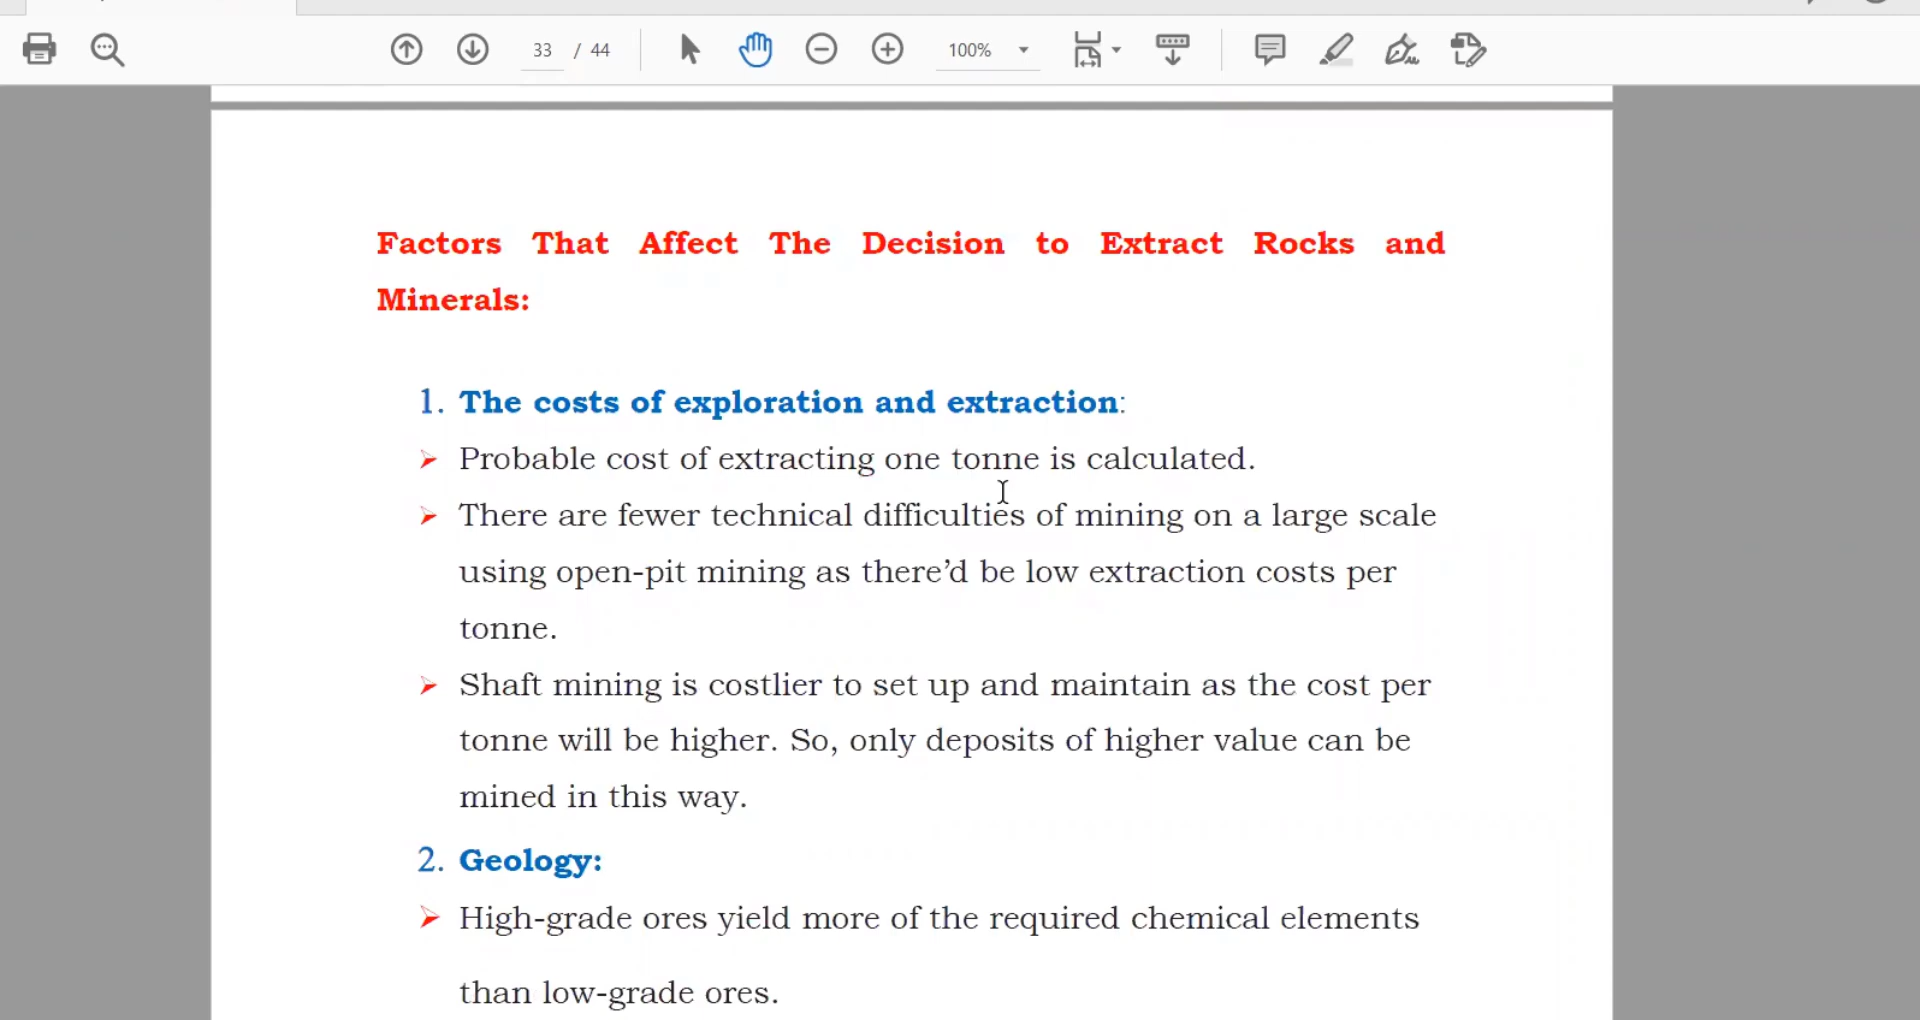 33 / 44
100%
Factors That Affect The Decision to Extract Rocks and
Minerals:
1. The costs of exploration and extraction:
Probable cost of extracting one tonne is calculated.
There are fewer technical difficulties of mining on a large scale
using open-pit mining as there’d be low extraction costs per
tonne.
Shaft mining is costlier to set up and maintain as the cost per
tonne will be higher. So, only deposits of higher value can be
mined in this way.
2. Geology:
High-grade ores yield more of the required chemical elements
than low-grade ores.